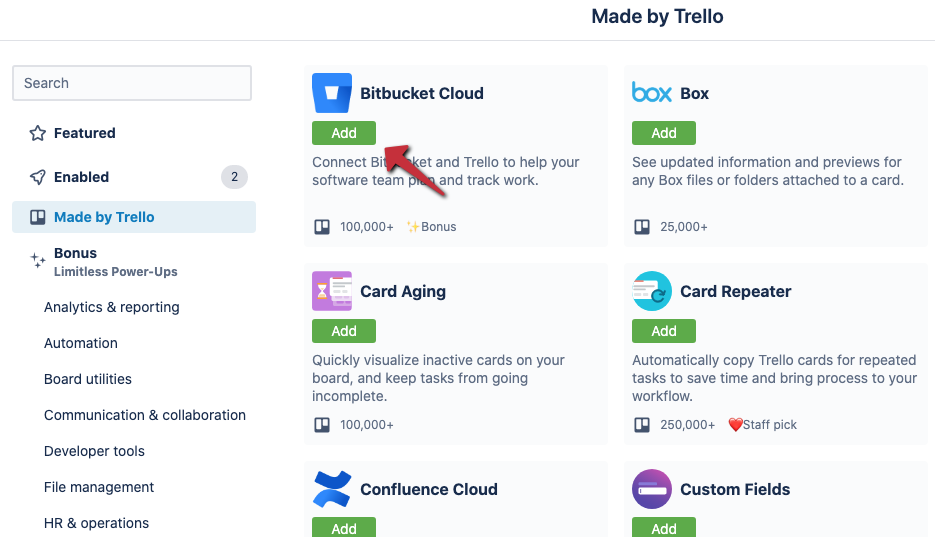 Made by Trello
Search
Featured
Enabled 2
Made by Trello
Bonus
Limitless Power-Ups
Analytics & reporting
Automation
Board utilities
Communication & collaboration
Developer tools
File management
HR & operations
Bitbucket Cloud
Add
Connect Bitbucket and Trello to help your
software team plan and track work.
100,000+ ✨Bonus
box Box
Add
See updated information and previews for
any Box files or folders attached to a card.
25,000+
Card Aging
Add
Quickly visualize inactive cards on your
board, and keep tasks from going
incomplete.
100,000+
Card Repeater
Add
Automatically copy Trello cards for repeated
tasks to save time and bring process to your
workflow.
250,000+ ❤️Staff pick
Confluence Cloud
Add
Custom Fields
Add